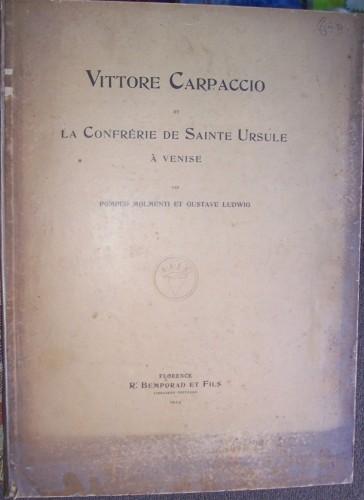 VITTORE CARPACCIO
ET
LA CONFRÉRIE DE SAINTE URSULE
À VENISE
PAR
POMPEO MOLMENTI ET GUSTAVE LUDWIG
FLORENCE
R. BEMPORAD ET FILS